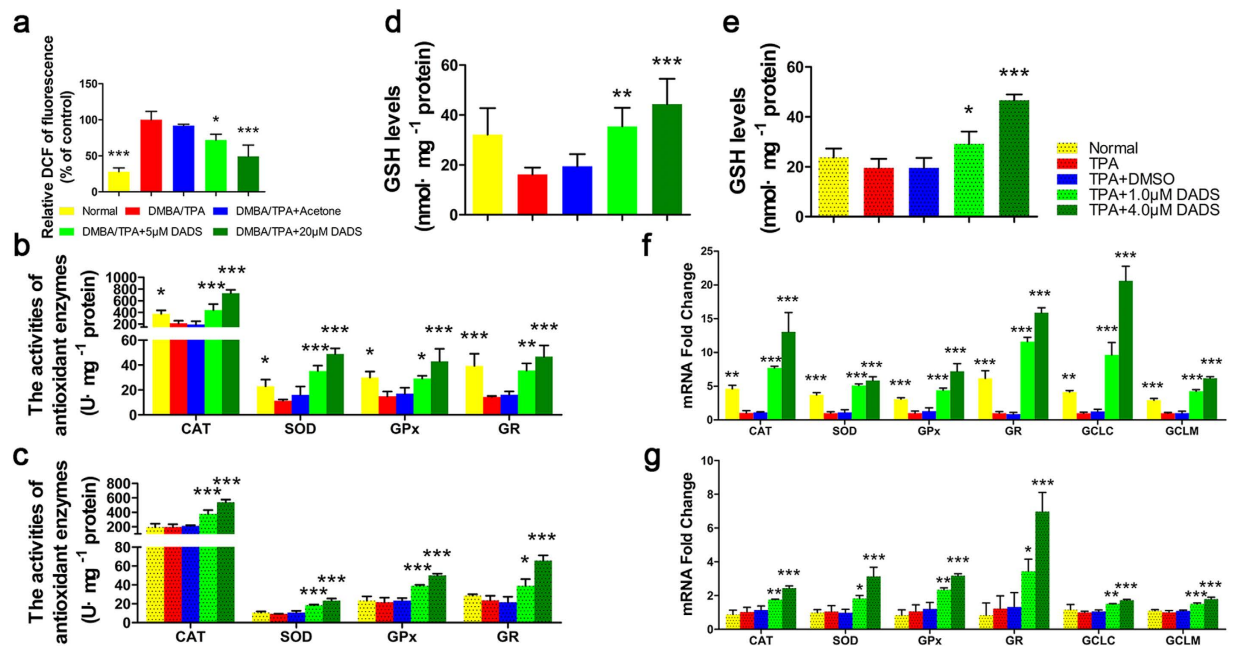 a
Relative DCF of fluorescence
(% of control)
150
100
50
0
***
*
***
Normal
DMBA/TPA
DMBA/TPA+Acetone
DMBA/TPA+5μM DADS
DMBA/TPA+20μM DADS
d
GSH levels
(nmol· mg -1 protein)
60
40
20
0
**
***
e
GSH levels
(nmol· mg -1 protein)
60
40
20
0
*
***
Normal
TPA
TPA+DMSO
TPA+1.0μM DADS
TPA+4.0μM DADS
b
The activities of
antioxidant enzymes
(U· mg -1 protein)
1000
800
600
400
200
60
40
20
0
* *** ***
* *** ***
* * ***
*** ** ***
CAT SOD GPx GR
f
mRNA Fold Change
25
20
15
10
5
0
** *** ***
*** *** ***
*** *** ***
*** *** ***
** *** ***
*** *** ***
CAT SOD GPx GR GCLC GCLM
c
The activities of
antioxidant enzymes
(U· mg -1 protein)
800
600
400
200
80
60
40
20
0
*** ***
*** ***
*** ***
* ***
CAT SOD GPx GR
g
mRNA Fold Change
10
8
6
4
2
0
** ***
* ***
** ***
* ***
** ***
*** ***
CAT SOD GPx GR GCLC GCLM